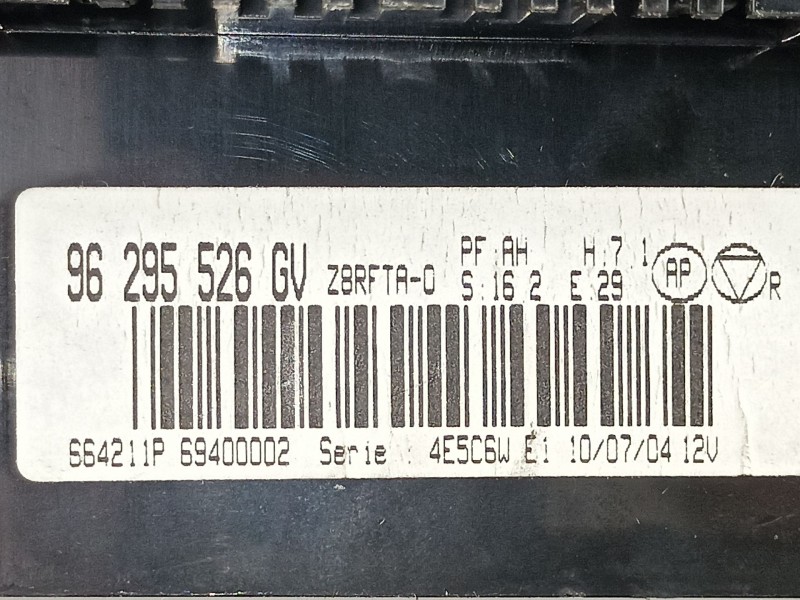 96 295 526 GV Z8RFTA-0 PF:AH H:7 1 AP R
S:16 2 E:29
664211P 69400002 Serie : 4E5C6W E1 10/07/04 12V